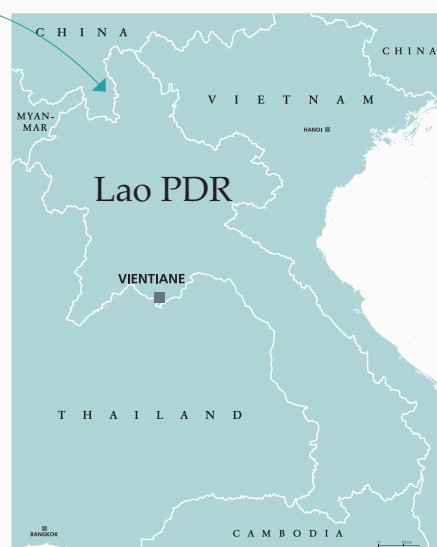 CHINA
CHINA
VIETNAM
MYAN-
MAR
HANOI
Lao PDR
VIENTIANE
THAILAND
BANGKOK
CAMBODIA